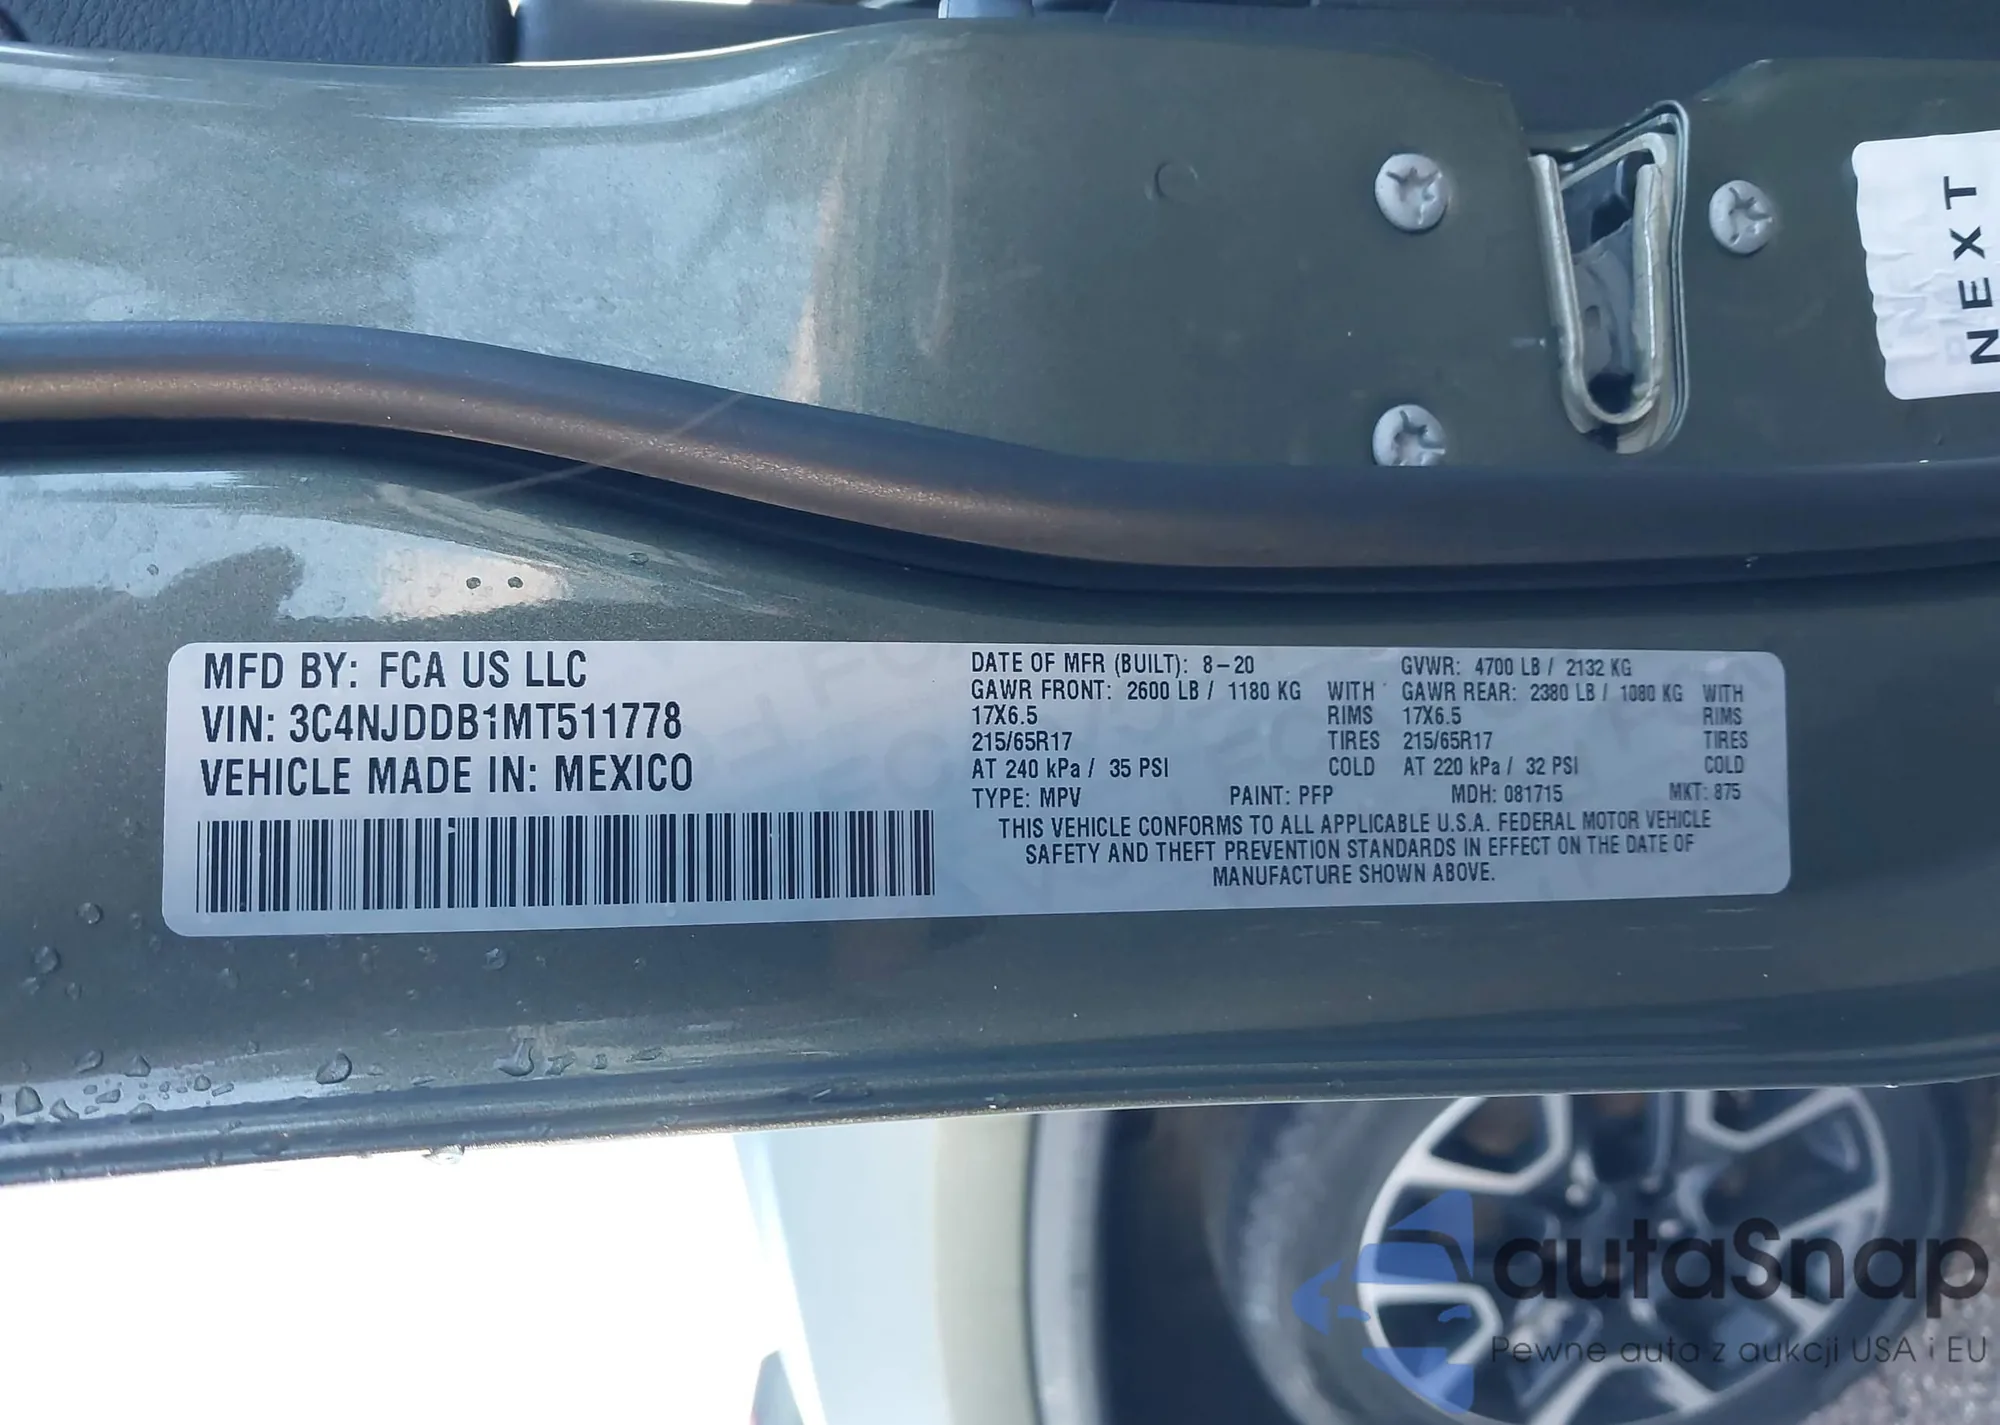 NEXT
MFD BY: FCA US LLC
VIN: 3C4NJDDB1MT511778
VEHICLE MADE IN: MEXICO
DATE OF MFR (BUILT): 8-20 GVWR: 4700 LB / 2132 KG
GAWR FRONT: 2600 LB / 1180 KG WITH GAWR REAR: 2380 LB / 1080 KG WITH
17X6.5 RIMS 17X6.5 RIMS
215/65R17 TIRES 215/65R17 TIRES
AT 240 kPa / 35 PSI COLD AT 220 kPa / 32 PSI COLD
TYPE: MPV PAINT: PFP MDH: 081715 MKT: 875
THIS VEHICLE CONFORMS TO ALL APPLICABLE U.S.A. FEDERAL MOTOR VEHICLE
SAFETY AND THEFT PREVENTION STANDARDS IN EFFECT ON THE DATE OF
MANUFACTURE SHOWN ABOVE.
autaSnap
Pewne auta z aukcji USA i EU